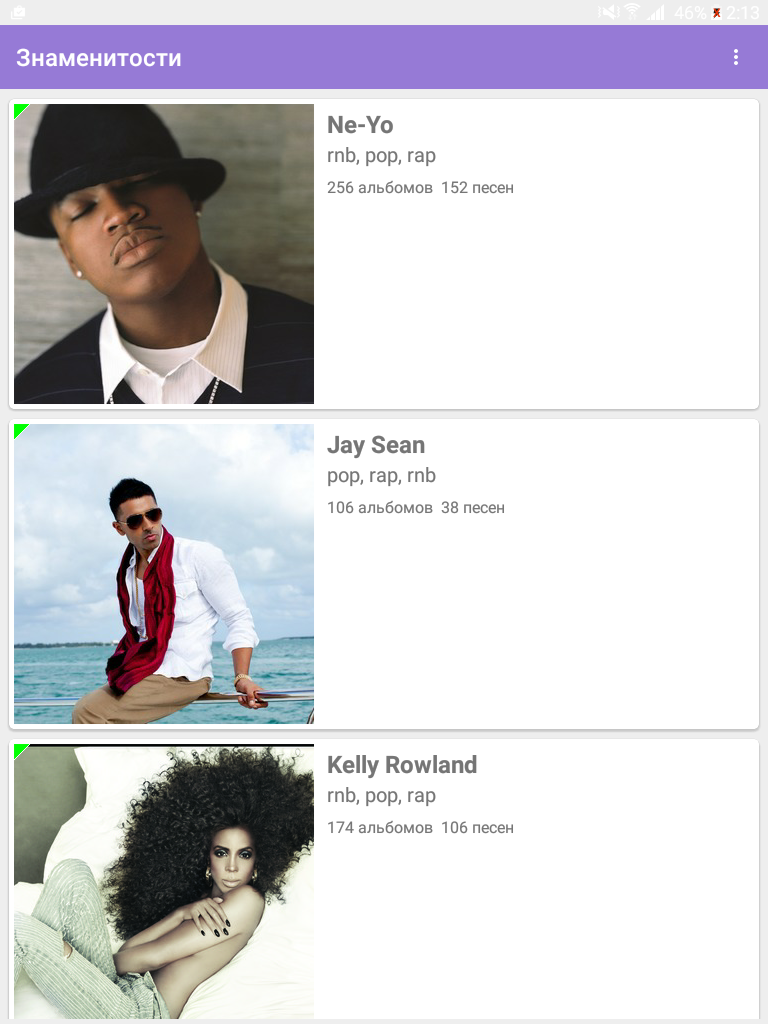 46% 2:13
Знаменитости
Ne-Yo
rnb, pop, rap
256 альбомов 152 песен
Jay Sean
pop, rap, rnb
106 альбомов 38 песен
Kelly Rowland
rnb, pop, rap
174 альбомов 106 песен